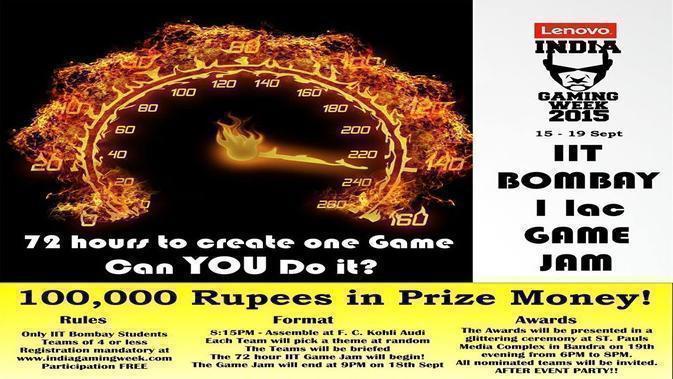 Lenovo.
INDIA
GAMING
WEEK
2015
15 - 19 Sept
IIT
BOMBAY
1 lac
GAME
JAM
20 80 120
0 20 40 60 80 100 120 140 160 180 200 220 240 260
160
72 hours to create one Game
Can YOU Do it?
100,000 Rupees in Prize Money!
Rules
Only IIT Bombay Students
Teams of 4 or less
Registration mandatory at
www.indiagamingweek.com
Participation FREE
Format
8:15PM - Assemble at F. C. Kohli Audi
Each Team will pick a theme at random
The Teams will be briefed
The 72 hour IIT Game Jam will begin!
The Game Jam will end at 9PM on 18th Sept
Awards
The Awards will be presented in a
glittering ceremony at ST. Pauls
Media Complex in Bandra on 19th
evening from 6PM to 8PM.
All nominated teams will be invited.
AFTER EVENT PARTY!!